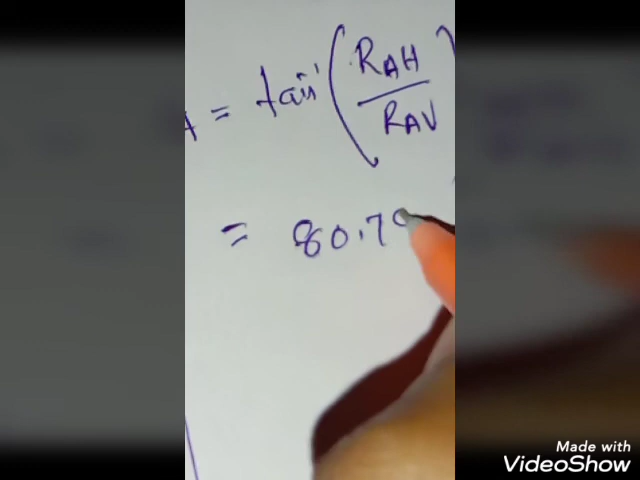 = tan⁻¹ ( RAH / RAV )
= 80.7
Made with
VideoShow